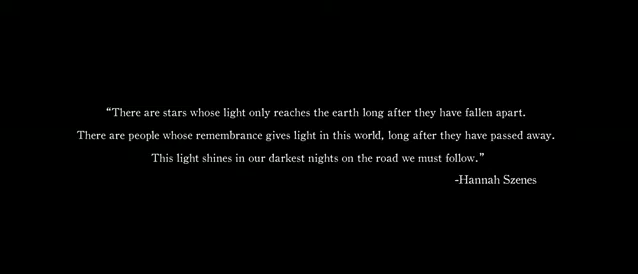 “There are stars whose light only reaches the earth long after they have fallen apart.
There are people whose remembrance gives light in this world, long after they have passed away.
This light shines in our darkest nights on the road we must follow.”
-Hannah Szenes